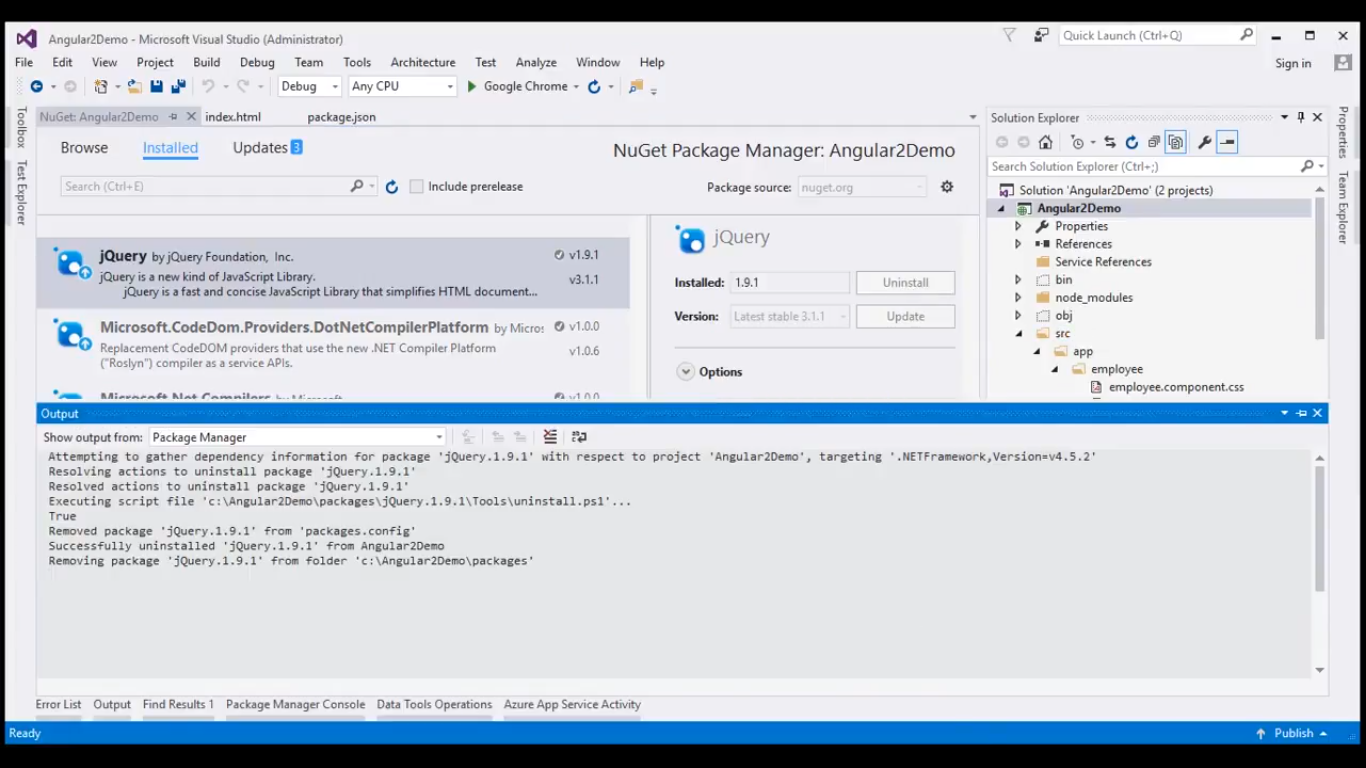 Angular2Demo - Microsoft Visual Studio (Administrator)
Quick Launch (Ctrl+Q)
File Edit View Project Build Debug Team Tools Architecture Test Analyze Window Help
Sign in
Debug Any CPU Google Chrome
Toolbox
Test Explorer
NuGet: Angular2Demo index.html package.json
Browse Installed Updates 3
NuGet Package Manager: Angular2Demo
Search (Ctrl+E)
Include prerelease
Package source: nuget.org
jQuery by jQuery Foundation, Inc. v1.9.1
jQuery is a new kind of JavaScript Library. v3.1.1
jQuery is a fast and concise JavaScript Library that simplifies HTML document...
Microsoft.CodeDom.Providers.DotNetCompilerPlatform by Micros v1.0.0
Replacement CodeDOM providers that use the new .NET Compiler Platform v1.0.6
("Roslyn") compiler as a service APIs.
Microsoft.Net.Compilers by Microsoft v1.0.0
jQuery
Installed: 1.9.1 Uninstall
Version: Latest stable 3.1.1 Update
Options
Solution Explorer
Search Solution Explorer (Ctrl+;)
Solution 'Angular2Demo' (2 projects)
Angular2Demo
Properties
References
Service References
bin
node_modules
obj
src
app
employee
employee.component.css
Properties
Team Explorer
Output
Show output from: Package Manager
Attempting to gather dependency information for package 'jQuery.1.9.1' with respect to project 'Angular2Demo', targeting '.NETFramework,Version=v4.5.2'
Resolving actions to uninstall package 'jQuery.1.9.1'
Resolved actions to uninstall package 'jQuery.1.9.1'
Executing script file 'c:\Angular2Demo\packages\jQuery.1.9.1\Tools\uninstall.ps1'...
True
Removed package 'jQuery.1.9.1' from 'packages.config'
Successfully uninstalled 'jQuery.1.9.1' from Angular2Demo
Removing package 'jQuery.1.9.1' from folder 'c:\Angular2Demo\packages'
Error List Output Find Results 1 Package Manager Console Data Tools Operations Azure App Service Activity
Ready
Publish